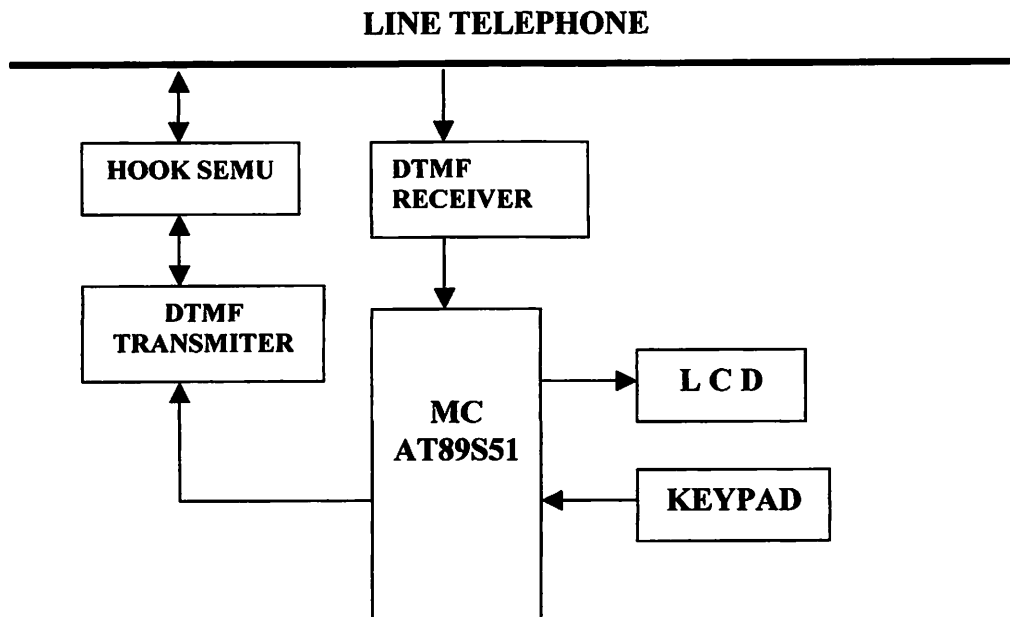 LINE TELEPHONE
HOOK SEMU
DTMF
RECEIVER
DTMF
TRANSMITER
MC
AT89S51
L C D
KEYPAD